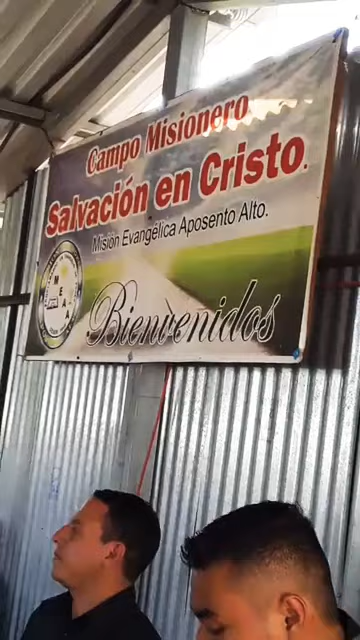 Campo Misionero
Salvación en Cristo.
Misión Evangélica Aposento Alto.
M E A A
Bienvenidos